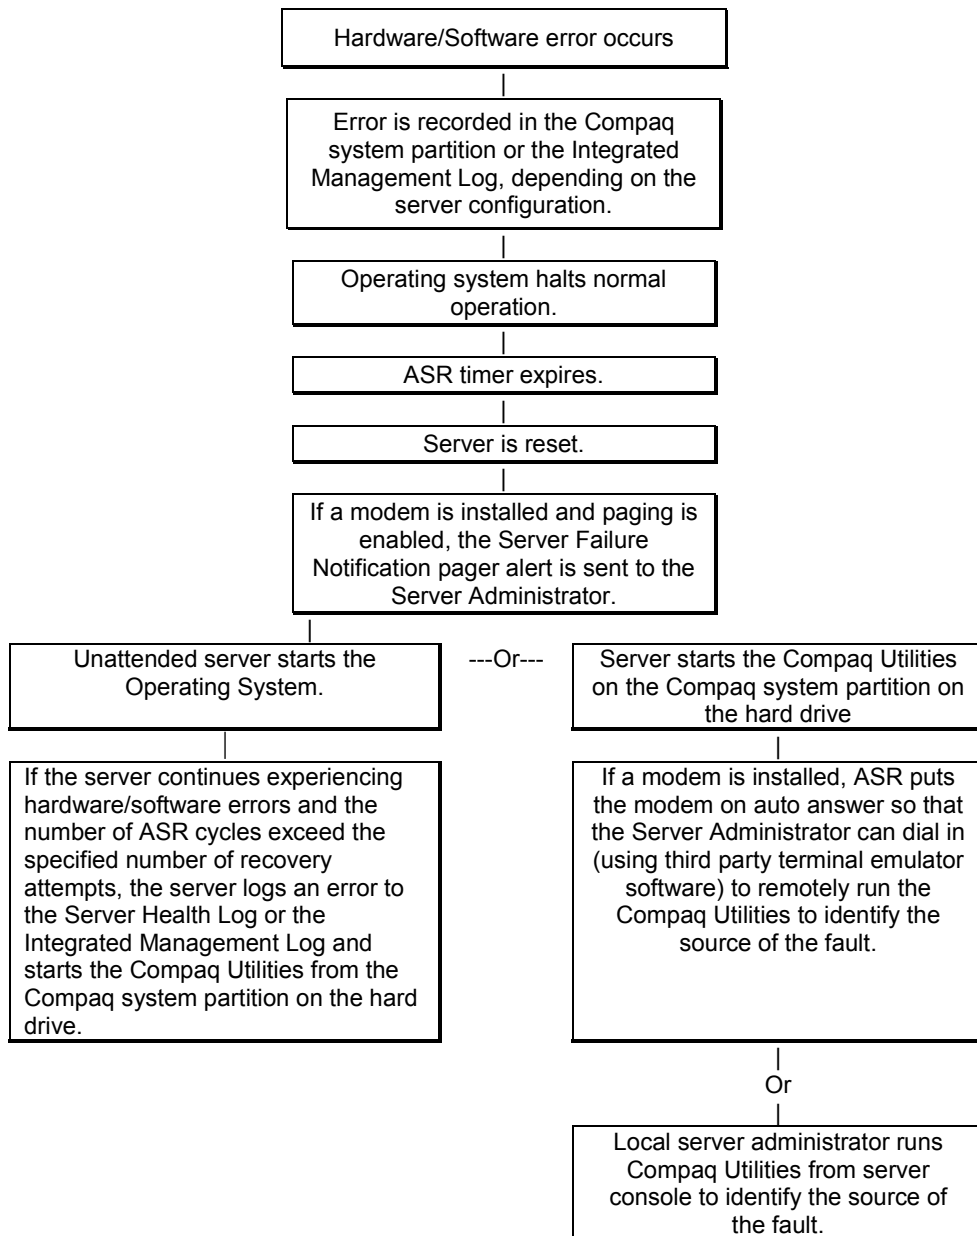 Hardware/Software error occurs
|
Error is recorded in the Compaq
system partition or the Integrated
Management Log, depending on the
server configuration.
|
Operating system halts normal
operation.
|
ASR timer expires.
|
Server is reset.
|
If a modem is installed and paging is
enabled, the Server Failure
Notification pager alert is sent to the
Server Administrator.
|
Unattended server starts the
Operating System.
---Or---
Server starts the Compaq Utilities
on the Compaq system partition on
the hard drive
|
If the server continues experiencing
hardware/software errors and the
number of ASR cycles exceed the
specified number of recovery
attempts, the server logs an error to
the Server Health Log or the
Integrated Management Log and
starts the Compaq Utilities from the
Compaq system partition on the hard
drive.
|
If a modem is installed, ASR puts
the modem on auto answer so that
the Server Administrator can dial in
(using third party terminal emulator
software) to remotely run the
Compaq Utilities to identify the
source of the fault.
|
Or
|
Local server administrator runs
Compaq Utilities from server
console to identify the source of
the fault.